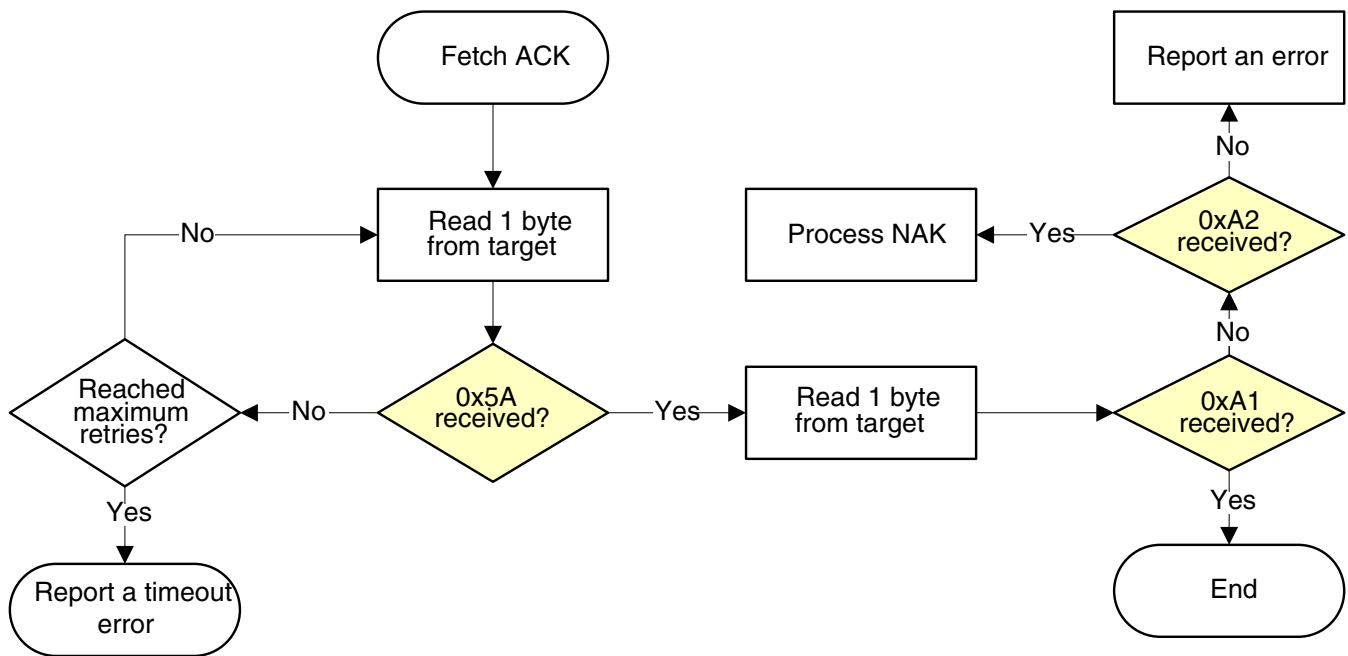 Fetch ACK
Report an error
No
Read 1 byte
from target
Process NAK
Yes
0xA2
received?
No
No
Reached
maximum
retries?
No
0x5A
received?
Yes
Read 1 byte
from target
0xA1
received?
Yes
Yes
Report a timeout
error
End